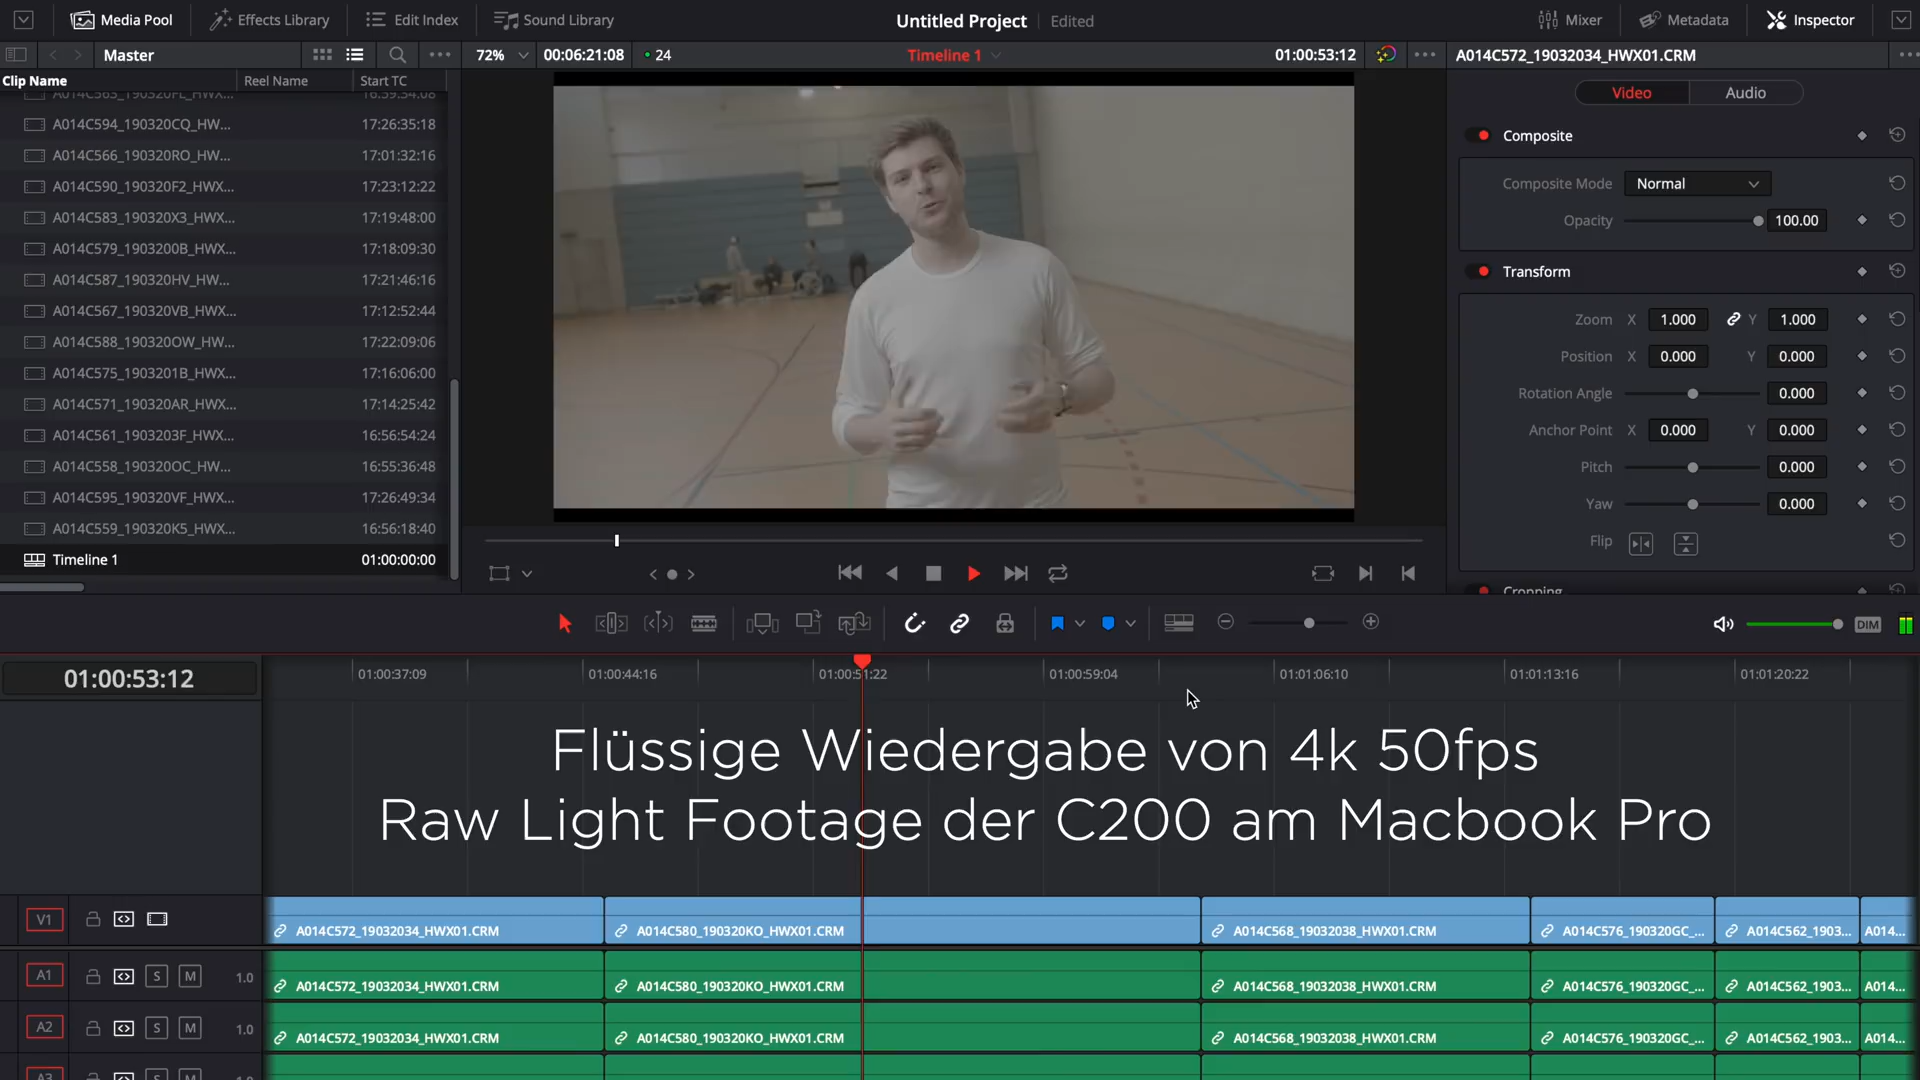 Media Pool
Effects Library
Edit Index
Sound Library
Untitled Project
Edited
Mixer
Metadata
Inspector
Master
72%
00:06:21:08
24
Timeline 1
01:00:53:12
A014C572_19032034_HWX01.CRM
Clip Name
Reel Name
Start TC
A014C594_190320CQ_HW...
17:26:35:18
A014C566_190320RO_HW...
17:01:32:16
A014C590_190320F2_HWX...
17:23:12:22
A014C583_190320X3_HWX...
17:19:48:00
A014C579_1903200B_HWX...
17:18:09:30
A014C587_190320HV_HW...
17:21:46:16
A014C567_190320VB_HWX...
17:12:52:44
A014C588_190320OW_HW...
17:22:09:06
A014C575_1903201B_HWX...
17:16:06:00
A014C571_190320AR_HWX...
17:14:25:42
A014C561_1903203F_HWX...
16:56:54:24
A014C558_190320OC_HW...
16:55:36:48
A014C595_190320VF_HWX...
17:26:49:34
A014C559_190320K5_HWX...
16:56:18:40
Timeline 1
01:00:00:00
Video
Audio
Composite
Composite Mode
Normal
Opacity
100.00
Transform
Zoom X 1.000 Y 1.000
Position X 0.000 Y 0.000
Rotation Angle 0.000
Anchor Point X 0.000 Y 0.000
Pitch 0.000
Yaw 0.000
Flip
Cropping
DIM
01:00:53:12
01:00:37:09
01:00:44:16
01:00:51:22
01:00:59:04
01:01:06:10
01:01:13:16
01:01:20:22
Flüssige Wiedergabe von 4k 50fps
Raw Light Footage der C200 am Macbook Pro
V1
A014C572_19032034_HWX01.CRM
A014C580_190320KO_HWX01.CRM
A014C568_19032038_HWX01.CRM
A014C576_190320GC_...
A014C562_1903...
A014...
A1
S
M
1.0
A014C572_19032034_HWX01.CRM
A014C580_190320KO_HWX01.CRM
A014C568_19032038_HWX01.CRM
A014C576_190320GC_...
A014C562_1903...
A014...
A2
S
M
1.0
A014C572_19032034_HWX01.CRM
A014C580_190320KO_HWX01.CRM
A014C568_19032038_HWX01.CRM
A014C576_190320GC_...
A014C562_1903...
A014...
A3
S
M
1.0